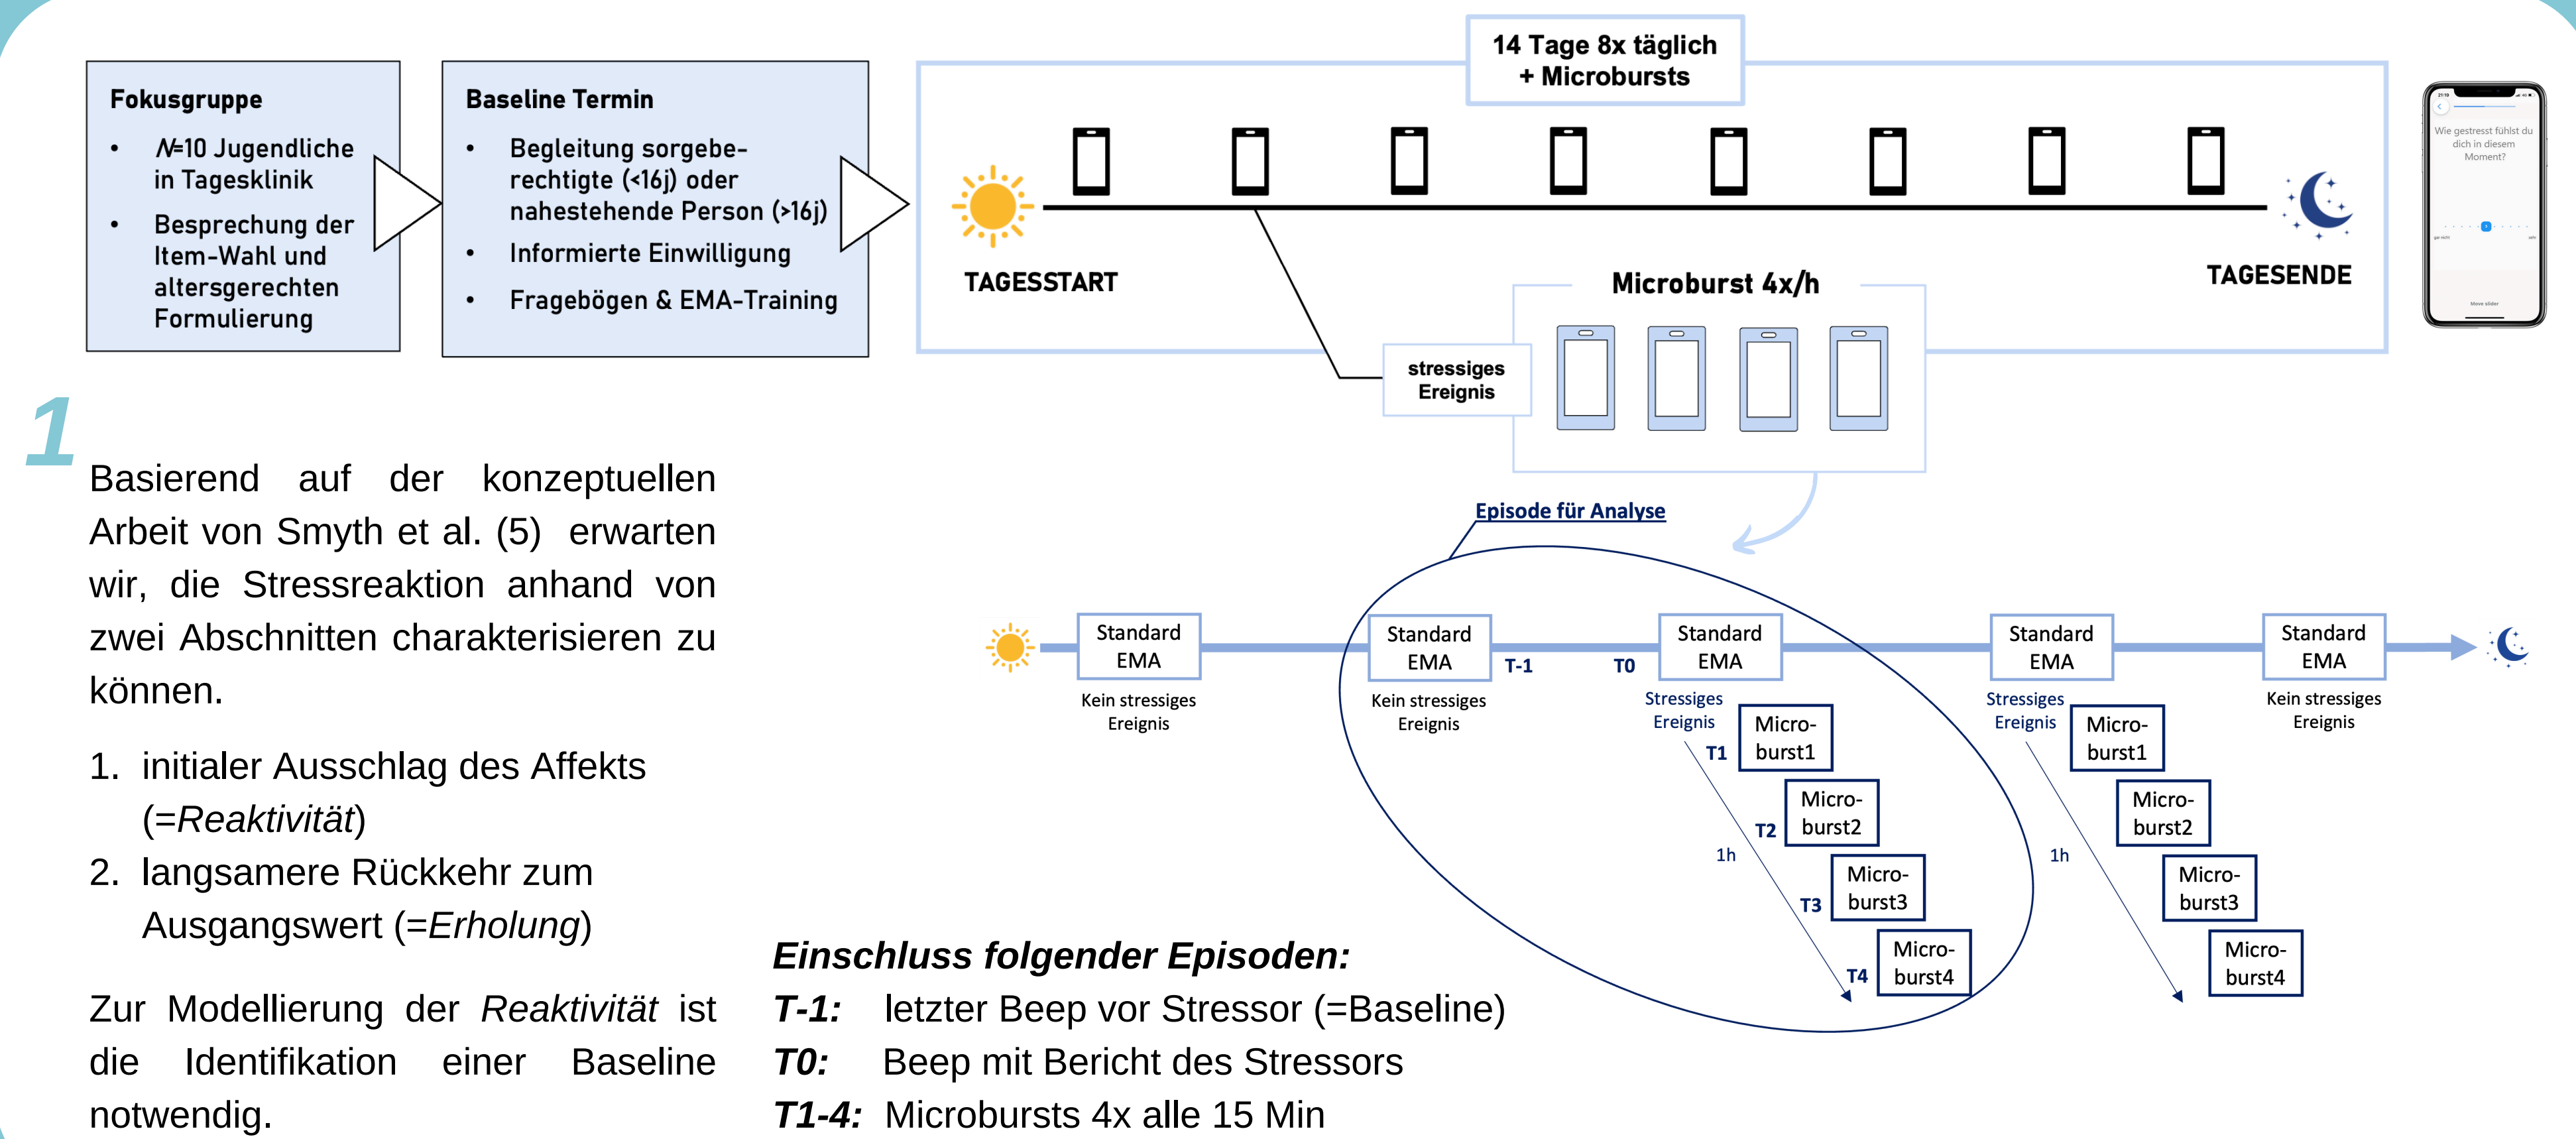 Fokusgruppe
• N=10 Jugendliche
in Tagesklinik
• Besprechung der
Item-Wahl und
altersgerechten
Formulierung
Baseline Termin
• Begleitung sorgebe-
rechtigte (<16j) oder
nahestehende Person (>16j)
• Informierte Einwilligung
• Fragebögen & EMA-Training
14 Tage 8x täglich
+ Microbursts
TAGESSTART
TAGESENDE
Microburst 4x/h
stressiges
Ereignis
21:19
Wie gestresst fühlst du
dich in diesem
Moment?
gar nicht
sehr
Move slider
1
Basierend auf der konzeptuellen
Arbeit von Smyth et al. (5) erwarten
wir, die Stressreaktion anhand von
zwei Abschnitten charakterisieren zu
können.
1. initialer Ausschlag des Affekts
(=Reaktivität)
2. langsamere Rückkehr zum
Ausgangswert (=Erholung)
Zur Modellierung der Reaktivität ist
die Identifikation einer Baseline
notwendig.
Episode für Analyse
Standard
EMA
Kein stressiges
Ereignis
Standard
EMA
Kein stressiges
Ereignis
T-1
T0
Standard
EMA
Stressiges
Ereignis
T1
Micro-
burst1
T2
Micro-
burst2
1h
T3
Micro-
burst3
T4
Micro-
burst4
Standard
EMA
Stressiges
Ereignis
Micro-
burst1
Micro-
burst2
1h
Micro-
burst3
Micro-
burst4
Standard
EMA
Kein stressiges
Ereignis
Einschluss folgender Episoden:
T-1: letzter Beep vor Stressor (=Baseline)
T0: Beep mit Bericht des Stressors
T1-4: Microbursts 4x alle 15 Min